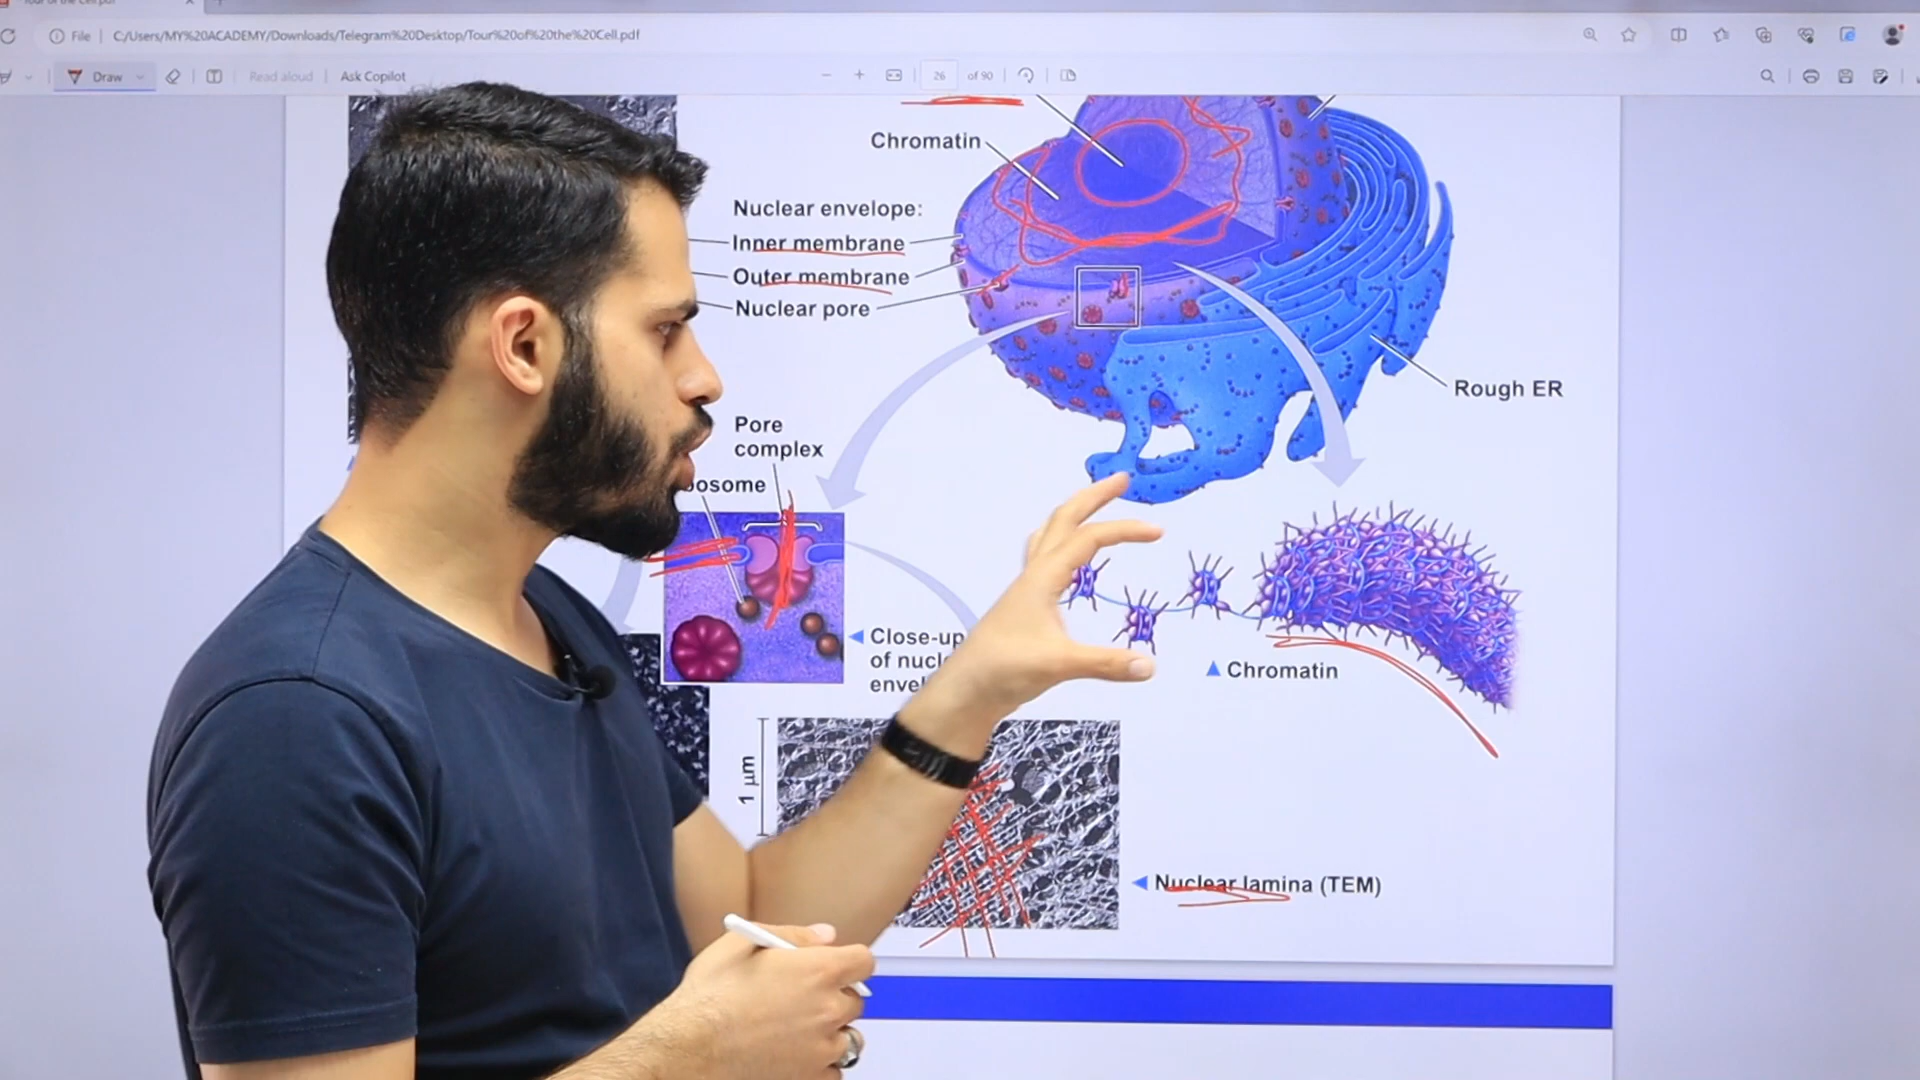 File
C:/Users/MY%20ACADEMY/Downloads/Telegram%20Desktop/Tour%20of%20the%20Cell.pdf
Draw
Read aloud
Ask Copilot
26
of 90
Chromatin
Nuclear envelope:
Inner membrane
Outer membrane
Nuclear pore
Rough ER
Pore
complex
osome
Close-up
of nucl
envel
Chromatin
1 µm
Nuclear lamina (TEM)